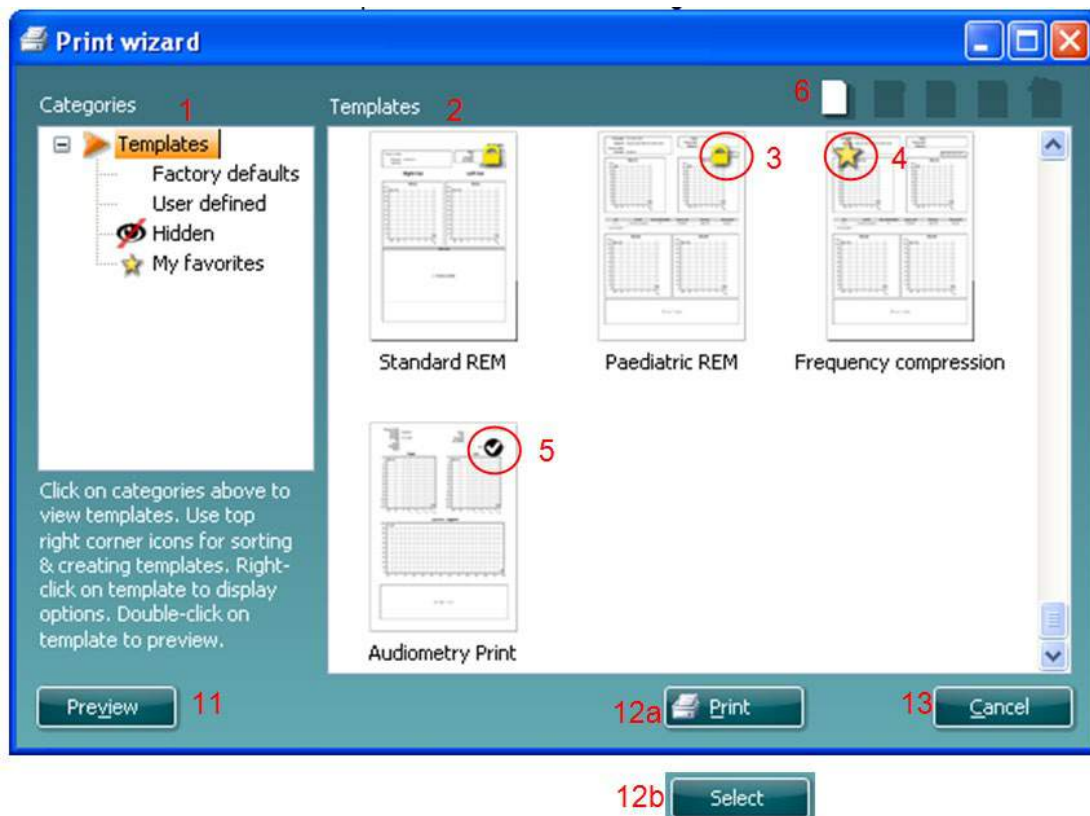 Print wizard
Categories 1
Templates 2
6
Templates
Factory defaults
User defined
Hidden
My favorites
3
4
Standard REM
Paediatric REM
Frequency compression
5
Audiometry Print
Click on categories above to
view templates. Use top
right corner icons for sorting
& creating templates. Right-
click on template to display
options. Double-click on
template to preview.
Preview 11
12a Print
13 Cancel
12b Select